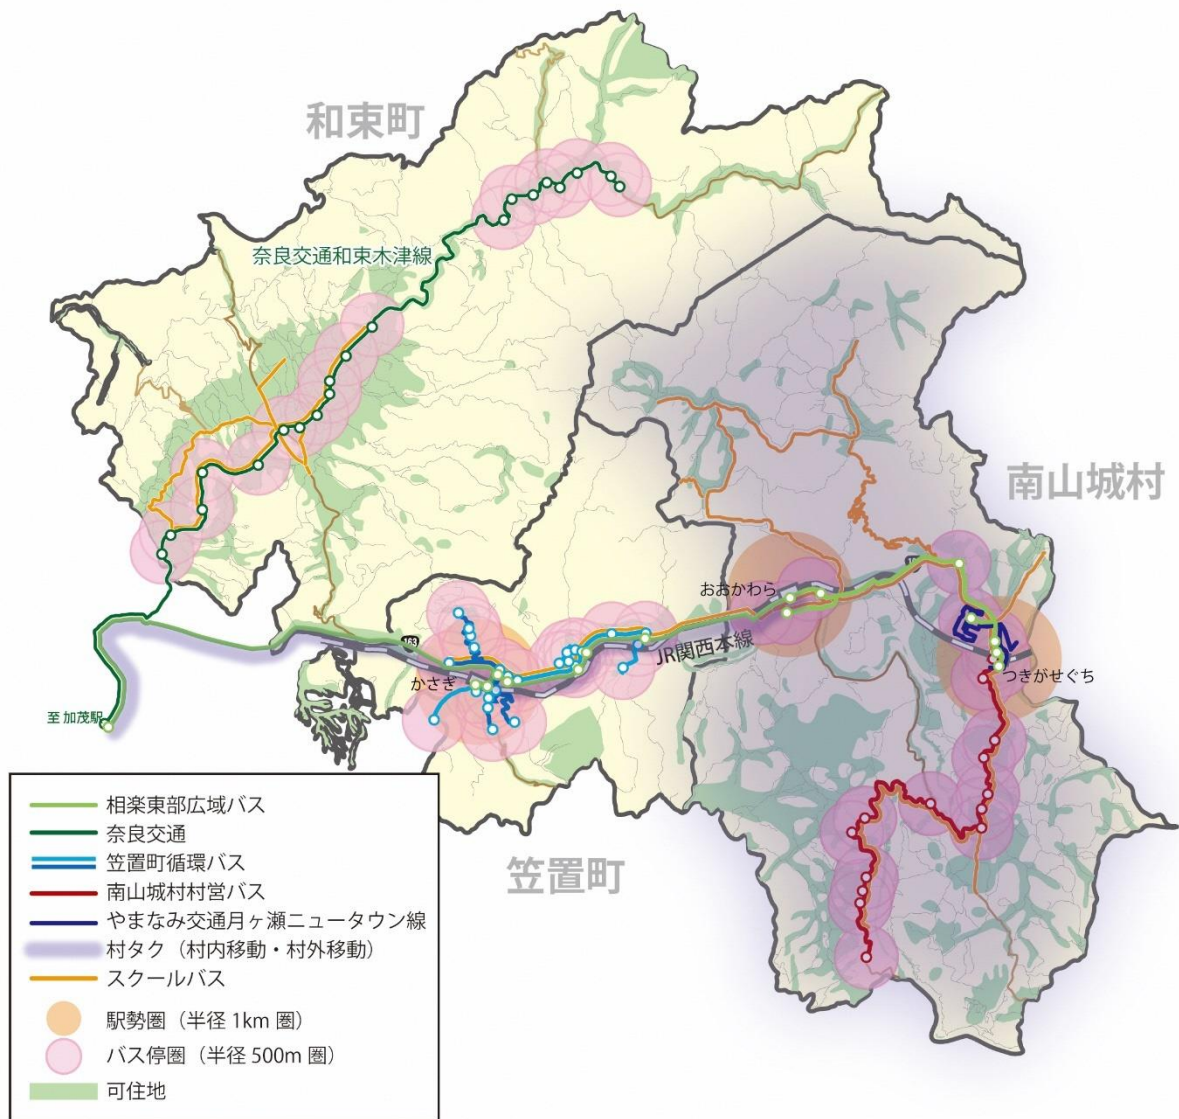 和束町
奈良交通和束木津線
南山城村
おおかわら
163
JR関西本線
かさぎ
つきがせぐち
至 加茂駅
笠置町
相楽東部広域バス
奈良交通
笠置町循環バス
南山城村村営バス
やまなみ交通月ヶ瀬ニュータウン線
村タク（村内移動・村外移動）
スクールバス
駅勢圏（半径 1km 圏）
バス停圏（半径 500m 圏）
可住地